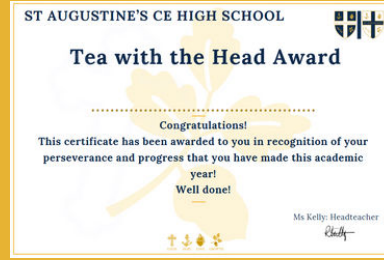 ST AUGUSTINE'S CE HIGH SCHOOL
Tea with the Head Award
Congratulations!
This certificate has been awarded to you in recognition of your
perseverance and progress that you have made this academic
year!
Well done!
Ms Kelly: Headteacher